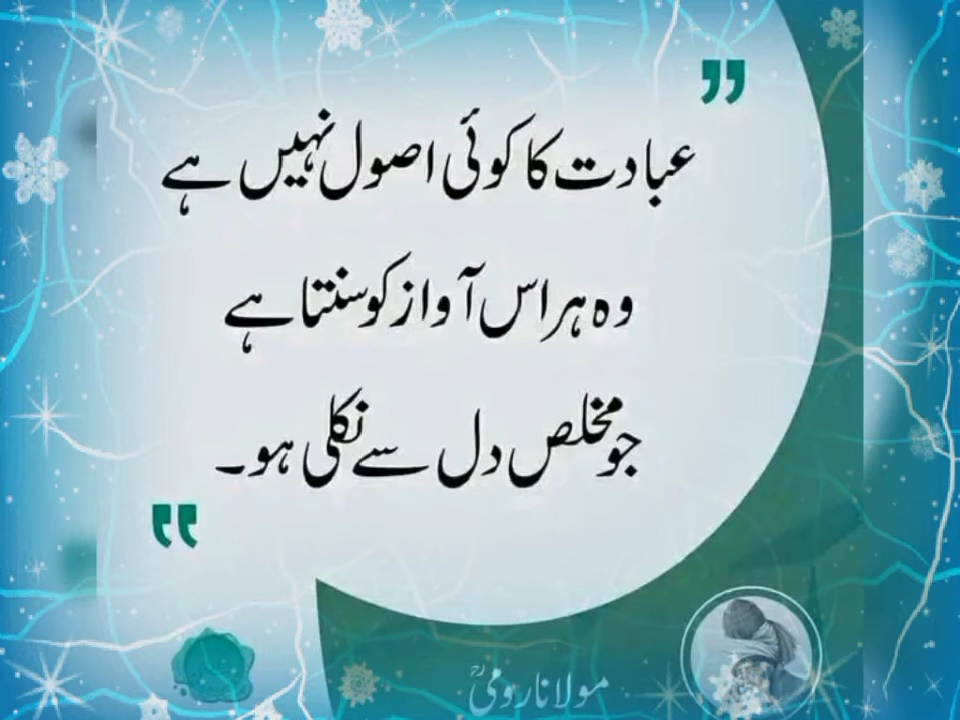 ”
عبادت کا کوئی اصول نہیں ہے
وہ ہر اس آواز کو سنتا ہے
جو مخلص دل سے نکلی ہو۔
“
مولانا رومیؒ